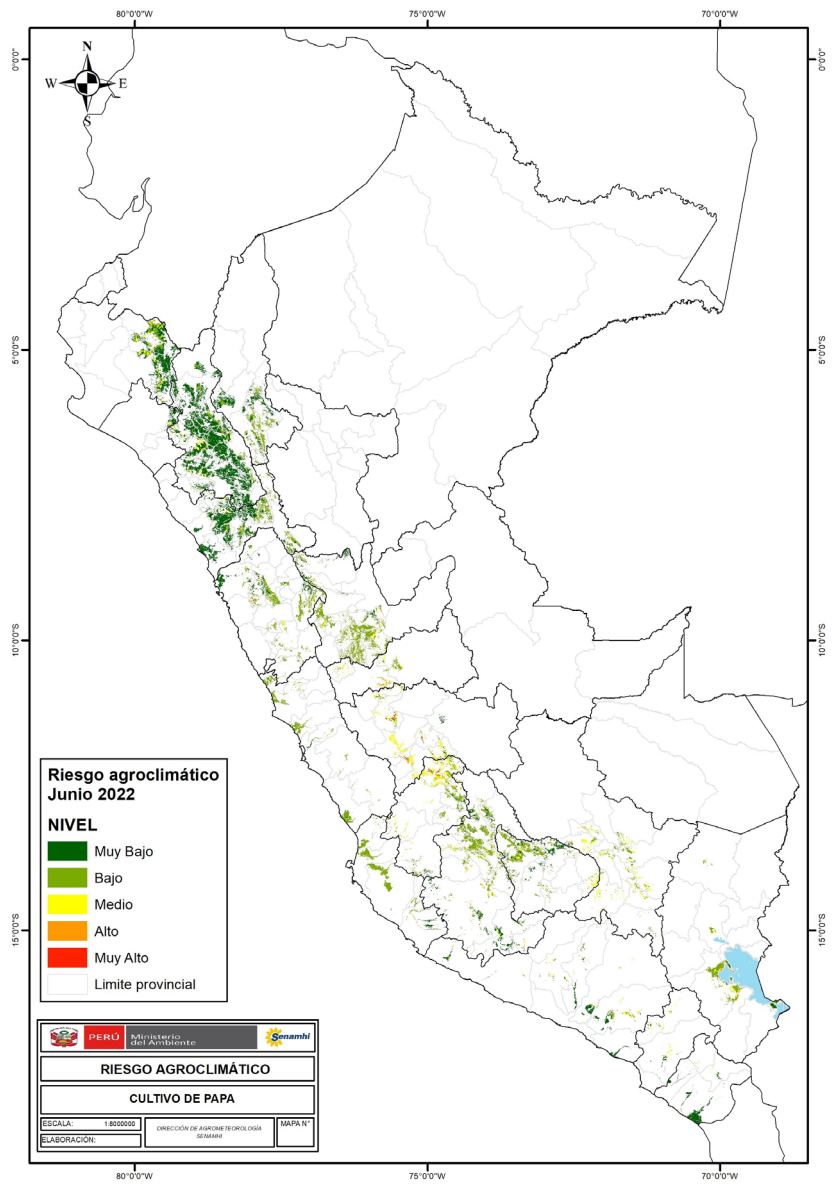 80°0'0"W 75°0'0"W 70°0'0"W
N
W E
S
0°0'0" 0°0'0"
5°0'0"S 5°0'0"S
10°0'0"S 10°0'0"S
15°0'0"S 15°0'0"S
Riesgo agroclimático
Junio 2022
NIVEL
Muy Bajo
Bajo
Medio
Alto
Muy Alto
Limite provincial
PERÚ Ministerio
del Ambiente
Senamhi
RIESGO AGROCLIMÁTICO
CULTIVO DE PAPA
ESCALA: 1:8000000
ELABORACIÓN:
DIRECCIÓN DE AGROMETEOROLOGÍA
SENAMHI
MAPA N°
80°0'0"W 75°0'0"W 70°0'0"W